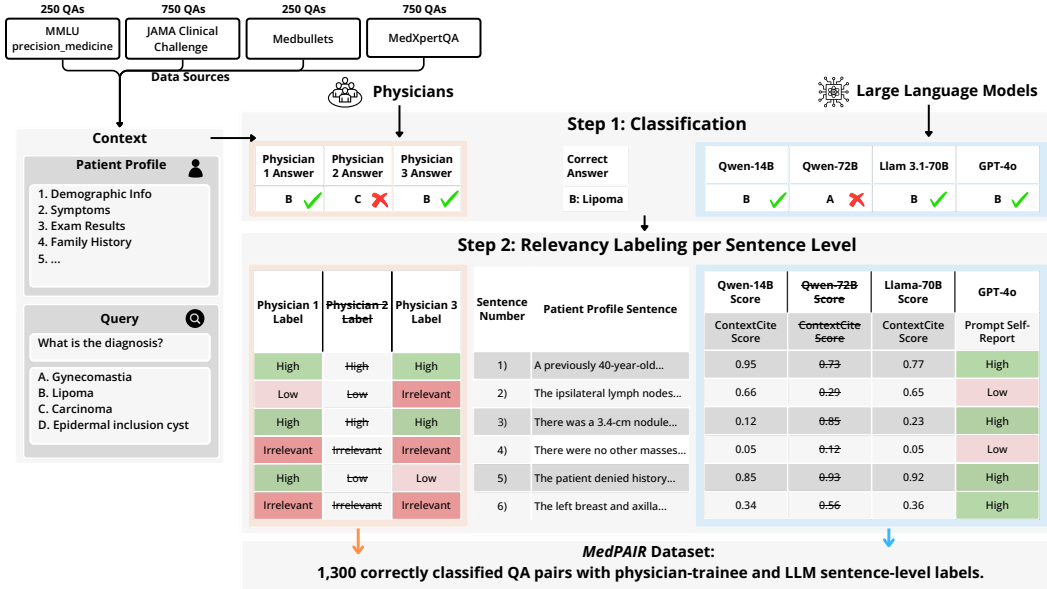 250 QAs
750 QAs
250 QAs
750 QAs
MMLU
precision_medicine
JAMA Clinical
Challenge
Medbullets
MedXpertQA
Data Sources
Physicians
Large Language Models
Context
Patient Profile
1. Demographic Info
2. Symptoms
3. Exam Results
4. Family History
5. ...
Query
What is the diagnosis?
A. Gynecomastia
B. Lipoma
C. Carcinoma
D. Epidermal inclusion cyst
Step 1: Classification
Physician
1 Answer
Physician
2 Answer
Physician
3 Answer
B
C
B
Correct
Answer
B: Lipoma
Qwen-14B
Qwen-72B
Llam 3.1-70B
GPT-4o
B
A
B
B
Step 2: Relevancy Labeling per Sentence Level
Physician 1
Label
Physician 2
Label
Physician 3
Label
High
High
High
Low
Low
Irrelevant
High
High
High
Irrelevant
Irrelevant
Irrelevant
High
Low
Low
Irrelevant
Irrelevant
Irrelevant
Sentence
Number
Patient Profile Sentence
1)
A previously 40-year-old...
2)
The ipsilateral lymph nodes...
3)
There was a 3.4-cm nodule...
4)
There were no other masses...
5)
The patient denied history...
6)
The left breast and axilla...
Qwen-14B
Score
Qwen-72B
Score
Llama-70B
Score
GPT-4o
ContextCite
Score
ContextCite
Score
ContextCite
Score
Prompt Self-
Report
0.95
0.73
0.77
High
0.66
0.29
0.65
Low
0.12
0.85
0.23
High
0.05
0.12
0.05
Low
0.85
0.93
0.92
High
0.34
0.56
0.36
High
MedPAIR Dataset:
1,300 correctly classified QA pairs with physician-trainee and LLM sentence-level labels.